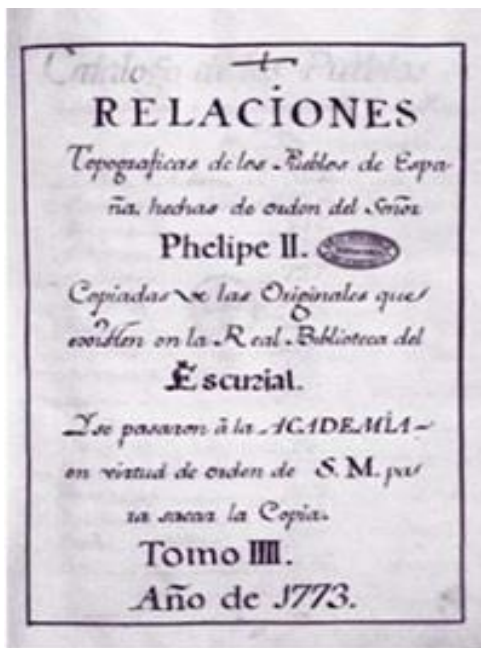 RELACIONES
Topograficas de los Pueblos de Espa-
ña, hechas de orden del Señor
Phelipe II.
Copiadas de las Originales que
existen en la Real Biblioteca del
Escurial.
Y se pasaron â la ACADEMÍA
en virtud de orden de S. M. pa
ra sacar la Copia.
Tomo IIII.
Año de 1773.